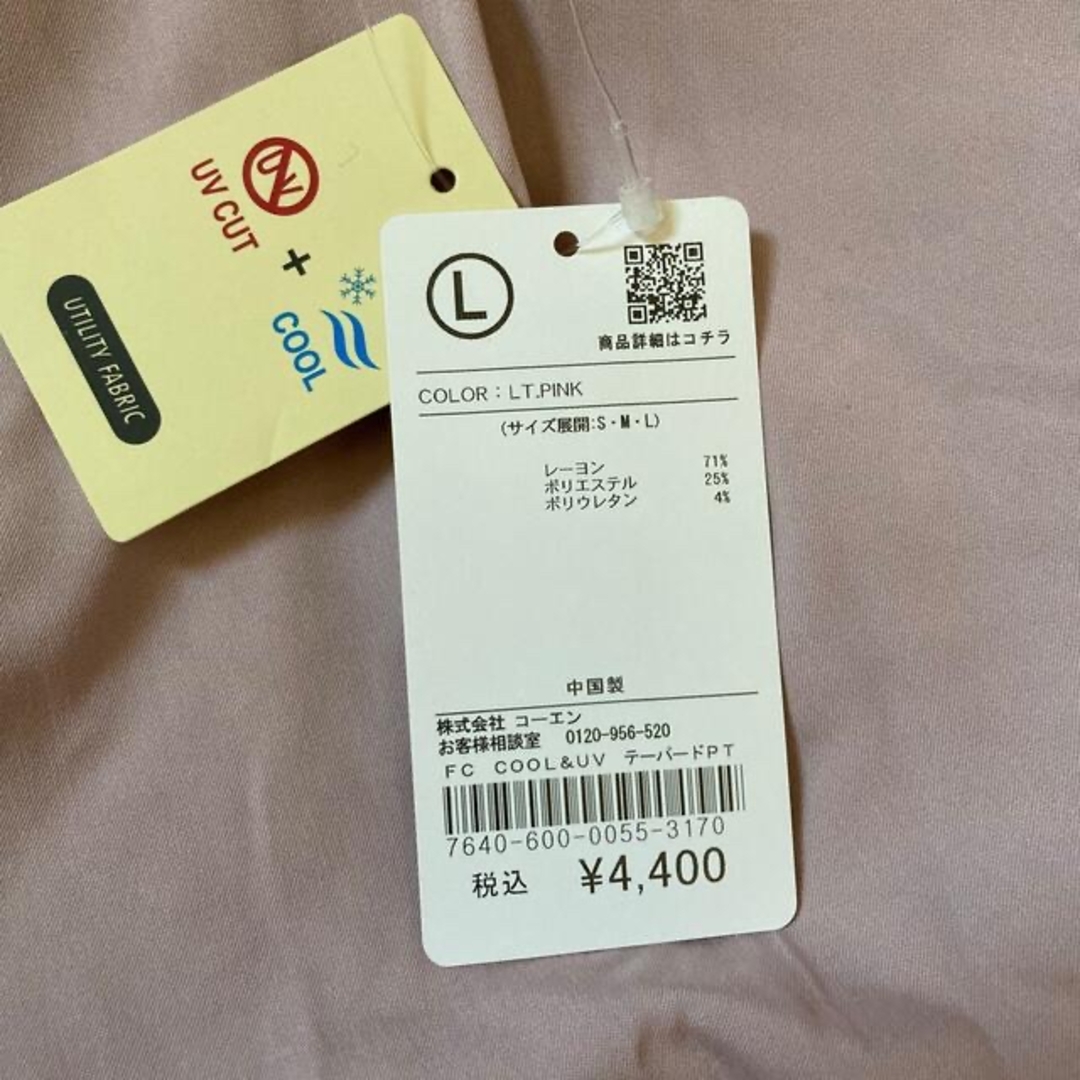 UV CUT
+
COOL
UTILITY FABRIC
L
商品詳細はコチラ
COLOR：LT.PINK
(サイズ展開:S・M・L)
レーヨン 71%
ポリエステル 25%
ポリウレタン 4%
中国製
株式会社 コーエン
お客様相談室 0120-956-520
FC COOL&UV テーパードPT
7640-600-0055-3170
税込 ¥4,400